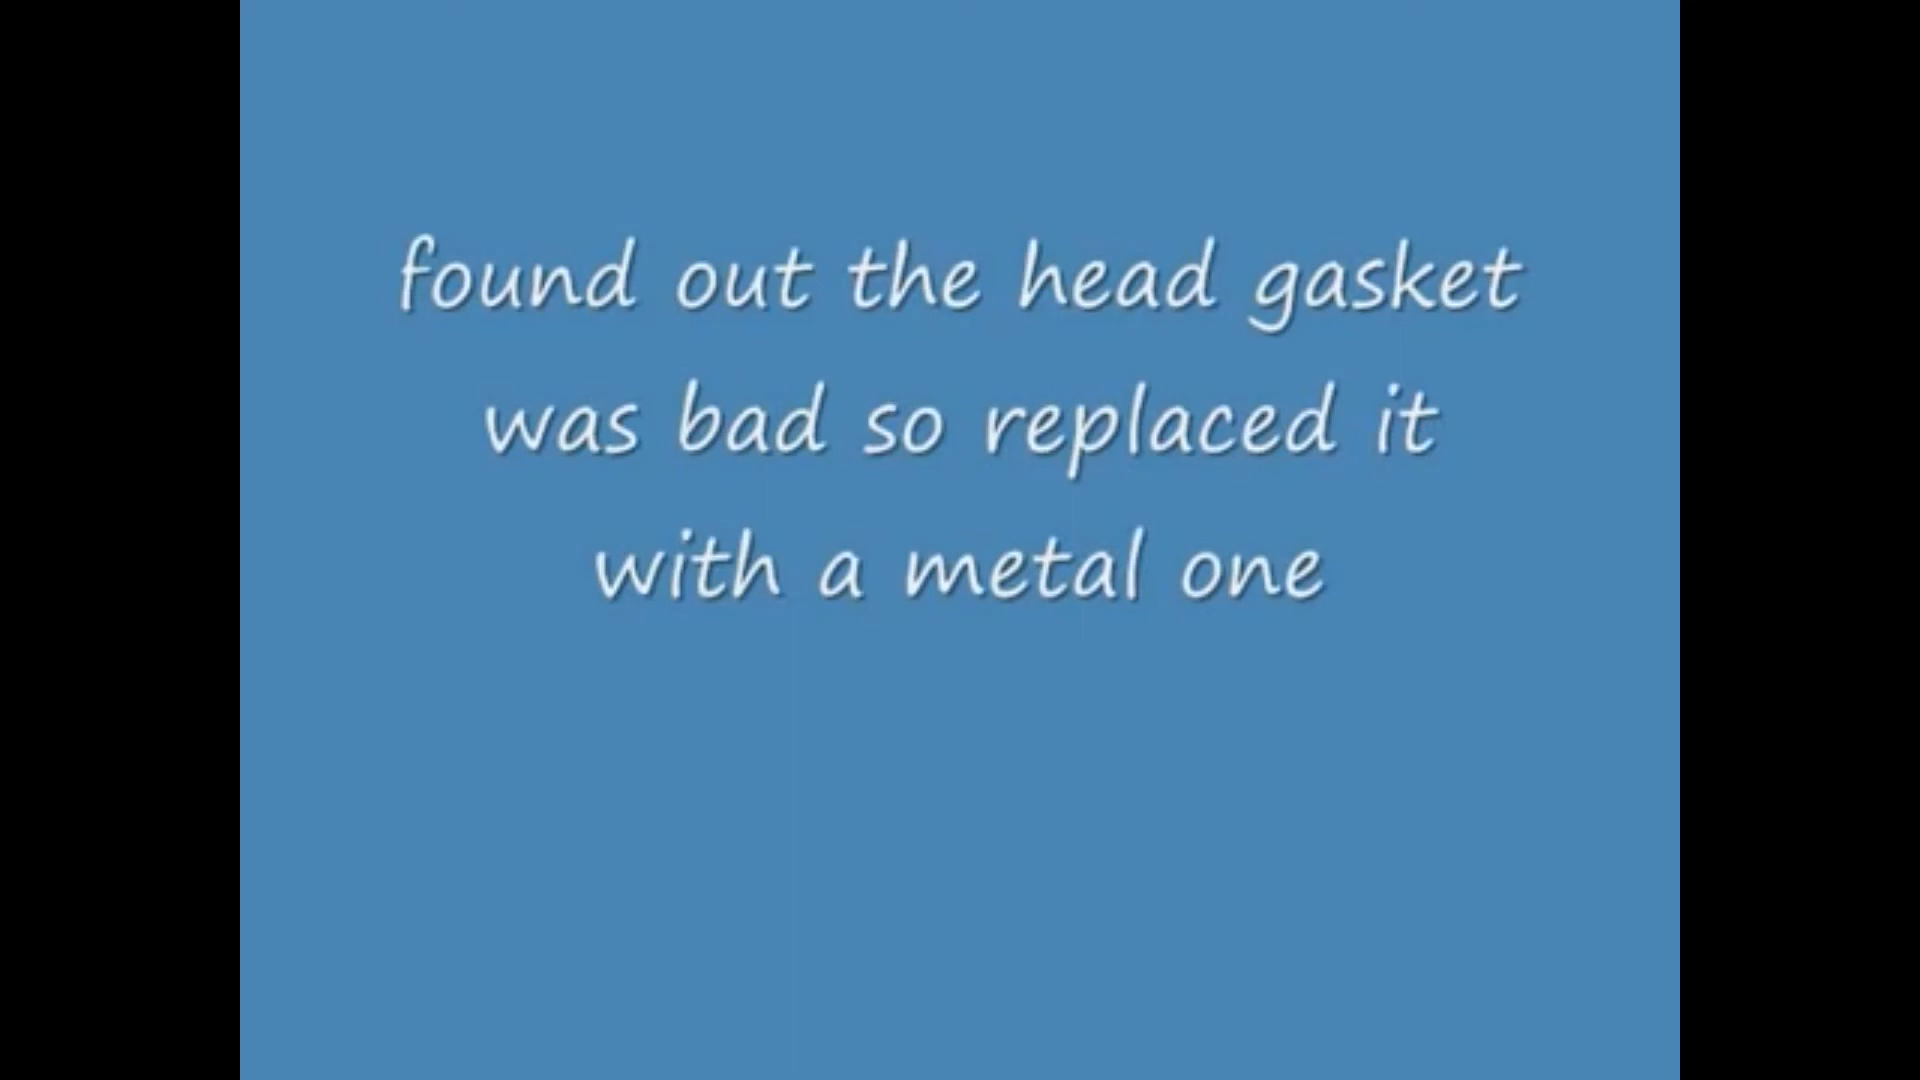 found out the head gasket
was bad so replaced it
with a metal one